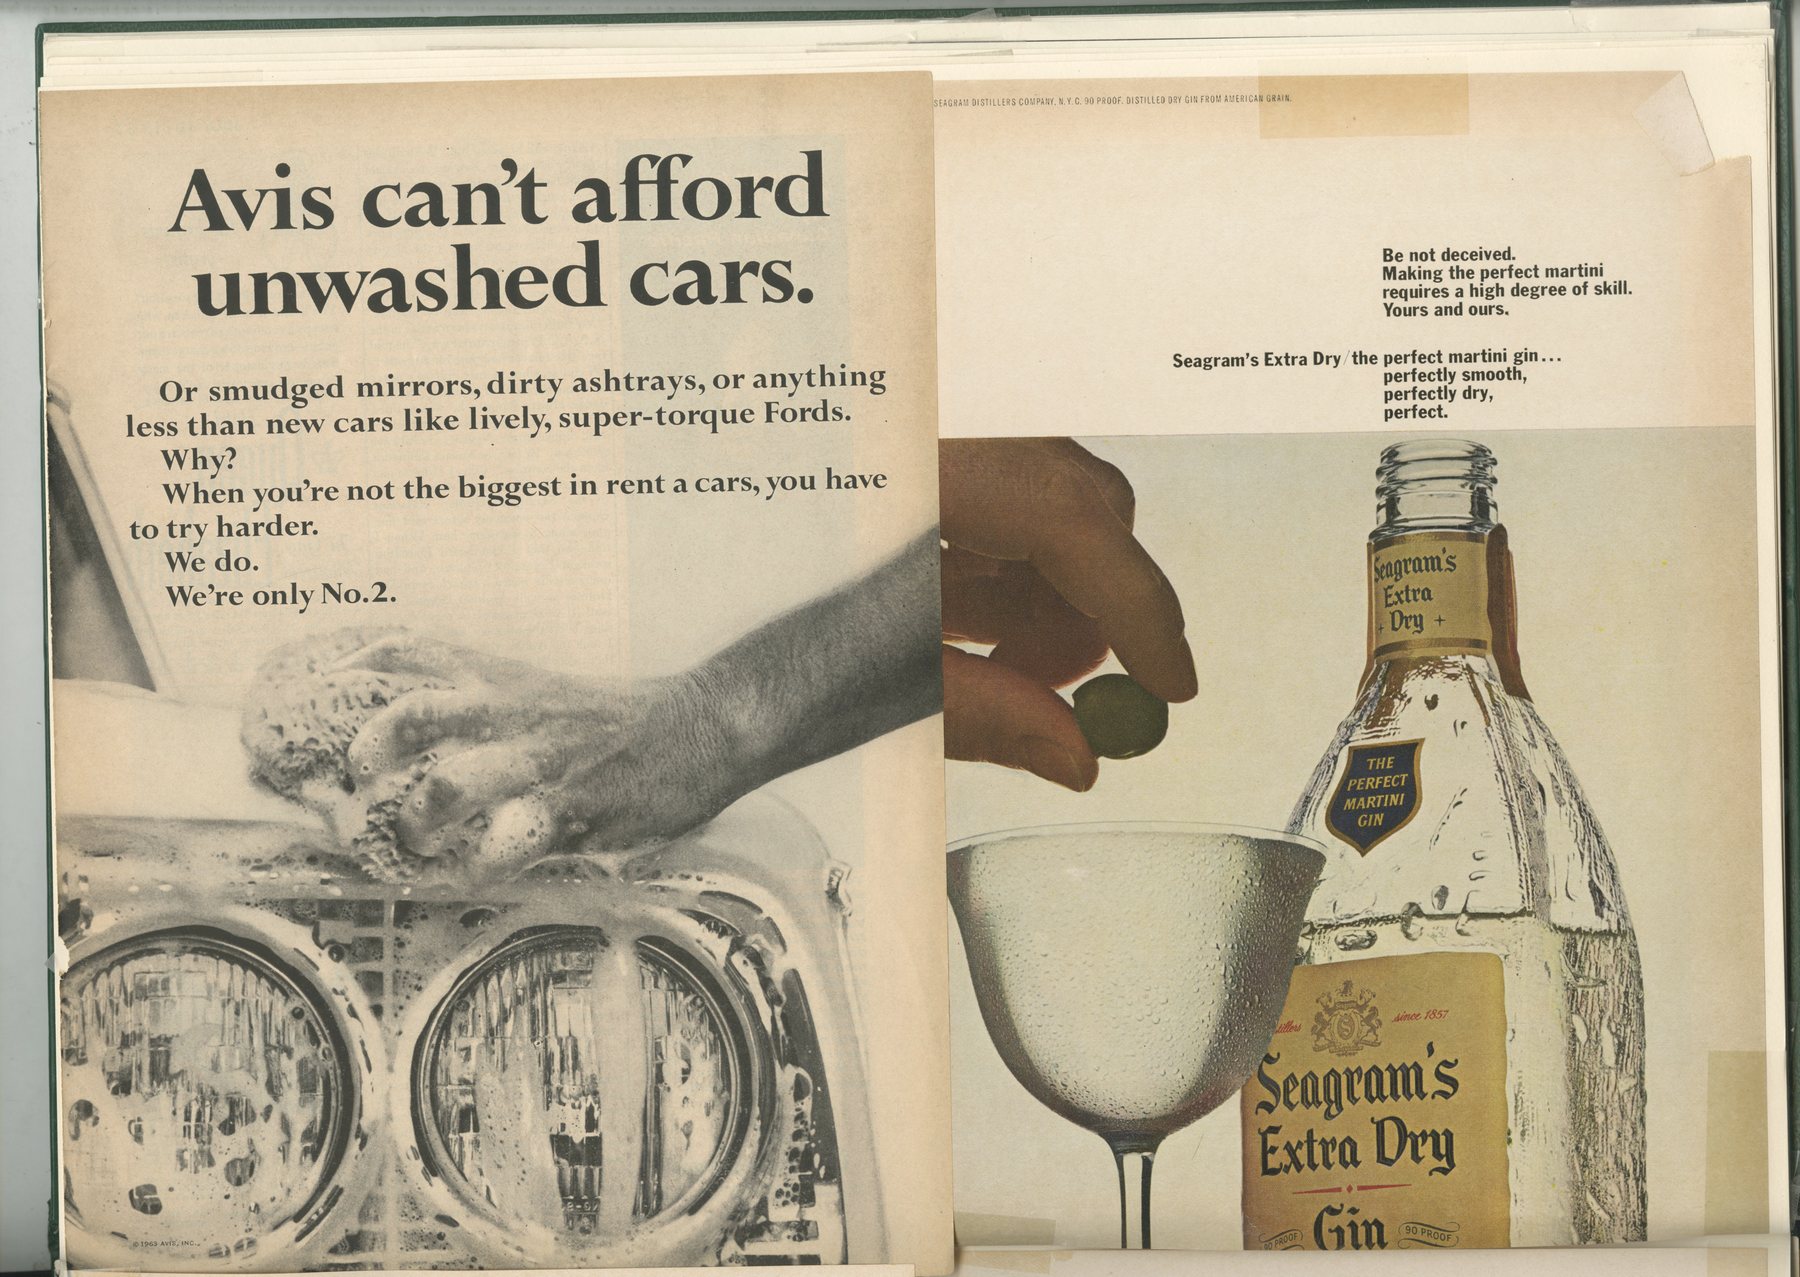 Avis can't afford
unwashed cars.
Or smudged mirrors, dirty ashtrays, or anything
less than new cars like lively, super-torque Fords.
Why?
When you're not the biggest in rent a cars, you have
to try harder.
We do.
We're only No.2.
© 1965 AVIS, INC.
SEAGRAM DISTILLERS COMPANY, N.Y.C. 90 PROOF. DISTILLED DRY GIN FROM AMERICAN GRAIN.
Be not deceived.
Making the perfect martini
requires a high degree of skill.
Yours and ours.
Seagram's Extra Dry/the perfect martini gin...
perfectly smooth,
perfectly dry,
perfect.
Seagram's
Extra
Dry
THE
PERFECT
MARTINI
GIN
since 1857
Seagram's
Extra Dry
Gin
90 PROOF
90 PROOF